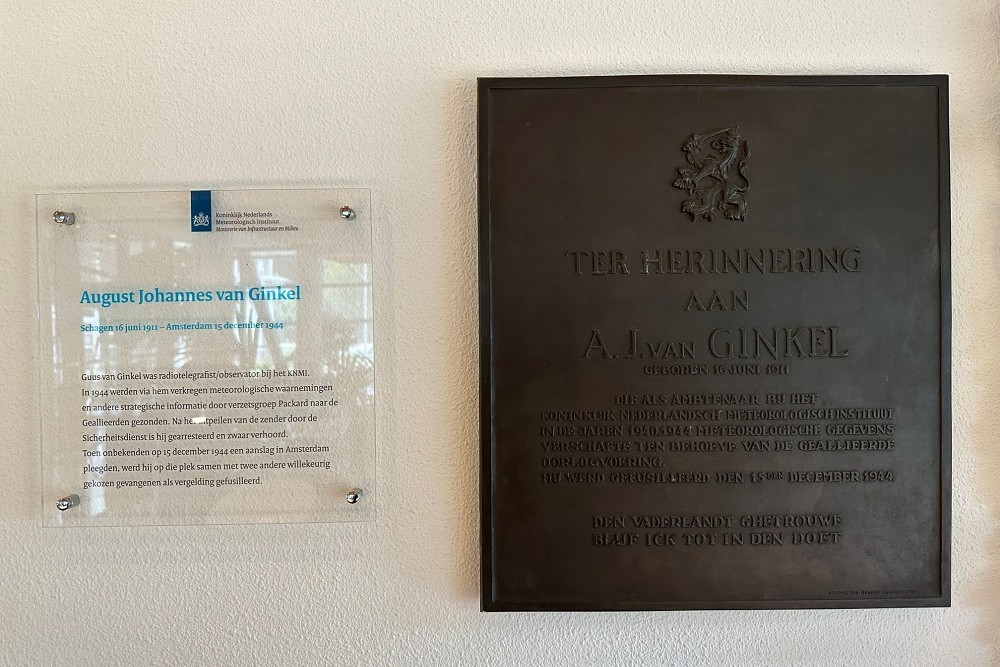 Koninklijk Nederlands
Meteorologisch Instituut
Ministerie van Infrastructuur en Milieu
August Johannes van Ginkel
Schagen 16 juni 1911 – Amsterdam 15 december 1944
Guus van Ginkel was radiotelegrafist/observator bij het KNMI.
In 1944 werden via hem verkregen meteorologische waarnemingen
en andere strategische informatie door verzetsgroep Packard naar de
Geallieerden gezonden. Na het uitpeilen van de zender door de
Sicherheitsdienst is hij gearresteerd en zwaar verhoord.
Toen onbekenden op 15 december 1944 een aanslag in Amsterdam
pleegden, werd hij op die plek samen met twee andere willekeurig
gekozen gevangenen als vergelding gefusilleerd.
TER HERINNERING
AAN
A. J. VAN GINKEL
GEBOREN 16 JUNI 1911
DIE ALS AMBTENAAR BIJ HET
KONINKLIJK NEDERLANDSCH METEOROLOGISCH INSTITUUT
IN DE JAREN 1940-1944 METEOROLOGISCHE GEGEVENS
VERSCHAFTE TEN BEHOEVE VAN DE GEALLIEERDE
OORLOGVOERING.
HIJ WERD GEFUSILLEERD DEN 15DEN DECEMBER 1944
DEN VADERLANDT GHETROUWE
BLIJF ICK TOT IN DEN DOET